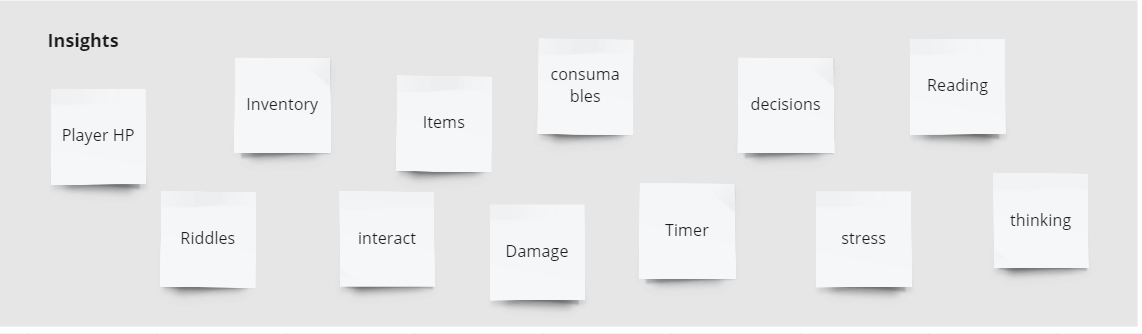 Insights
Player HP
Inventory
Items
consuma
bles
decisions
Reading
Riddles
interact
Damage
Timer
stress
thinking